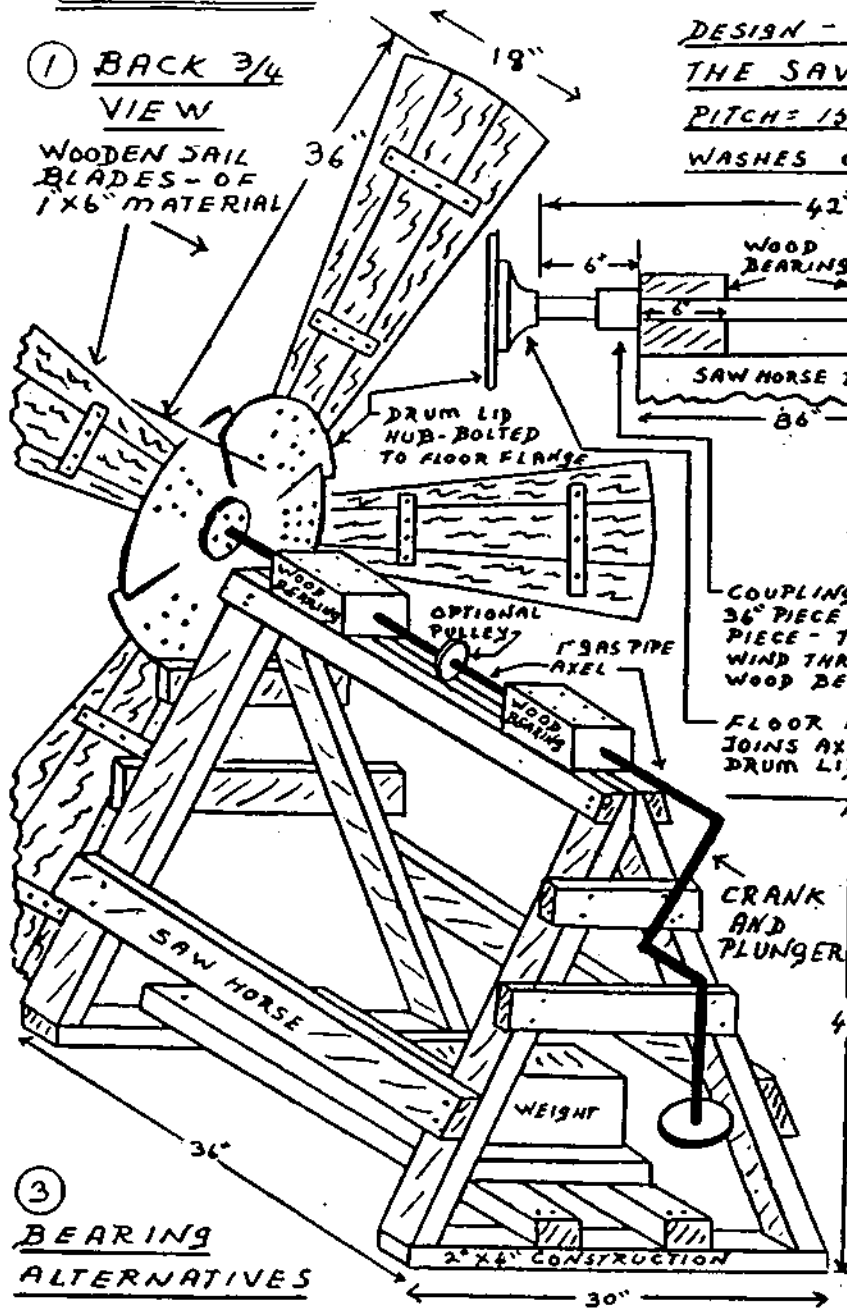 ① BACK 3/4
VIEW
WOODEN SAIL
BLADES - OF
1"X6" MATERIAL
18"
36"
DESIGN -
THE SAV
PITCH = 15
WASHES
42"
6"
WOOD
BEARING
6"
SAW HORSE
86"
DRUM LID
HUB - BOLTED
TO FLOOR FLANGE
WOOD
BEARING
OPTIONAL
PULLEY
1" GAS PIPE
AXEL
WOOD
BEARING
COUPLING
36" PIECE
PIECE - T
WIND THR
WOOD BE
FLOOR
JOINS AX
DRUM LI
CRANK
AND
PLUNGER
4
SAW HORSE
WEIGHT
36"
③
BEARING
ALTERNATIVES
2"X4" CONSTRUCTION
30"